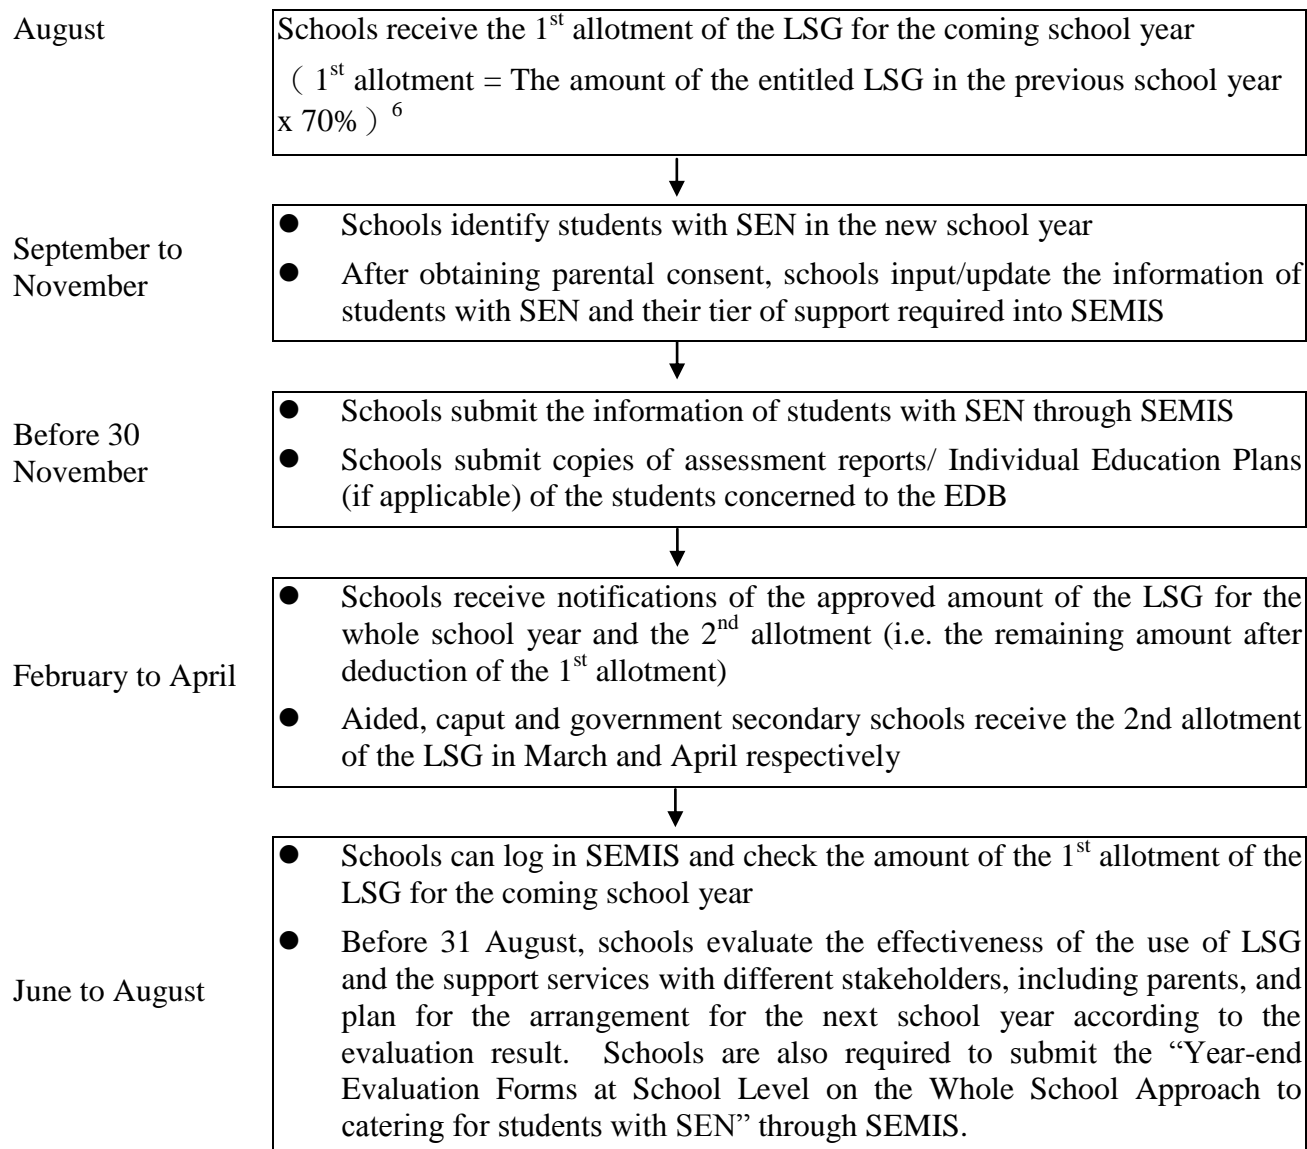 August
Schools receive the 1st allotment of the LSG for the coming school year
（ 1st allotment = The amount of the entitled LSG in the previous school year
x 70% ）6
September to
November
● Schools identify students with SEN in the new school year
● After obtaining parental consent, schools input/update the information of
students with SEN and their tier of support required into SEMIS
Before 30
November
● Schools submit the information of students with SEN through SEMIS
● Schools submit copies of assessment reports/ Individual Education Plans
(if applicable) of the students concerned to the EDB
February to April
● Schools receive notifications of the approved amount of the LSG for the
whole school year and the 2nd allotment (i.e. the remaining amount after
deduction of the 1st allotment)
● Aided, caput and government secondary schools receive the 2nd allotment
of the LSG in March and April respectively
June to August
● Schools can log in SEMIS and check the amount of the 1st allotment of the
LSG for the coming school year
● Before 31 August, schools evaluate the effectiveness of the use of LSG
and the support services with different stakeholders, including parents, and
plan for the arrangement for the next school year according to the
evaluation result. Schools are also required to submit the “Year-end
Evaluation Forms at School Level on the Whole School Approach to
catering for students with SEN” through SEMIS.